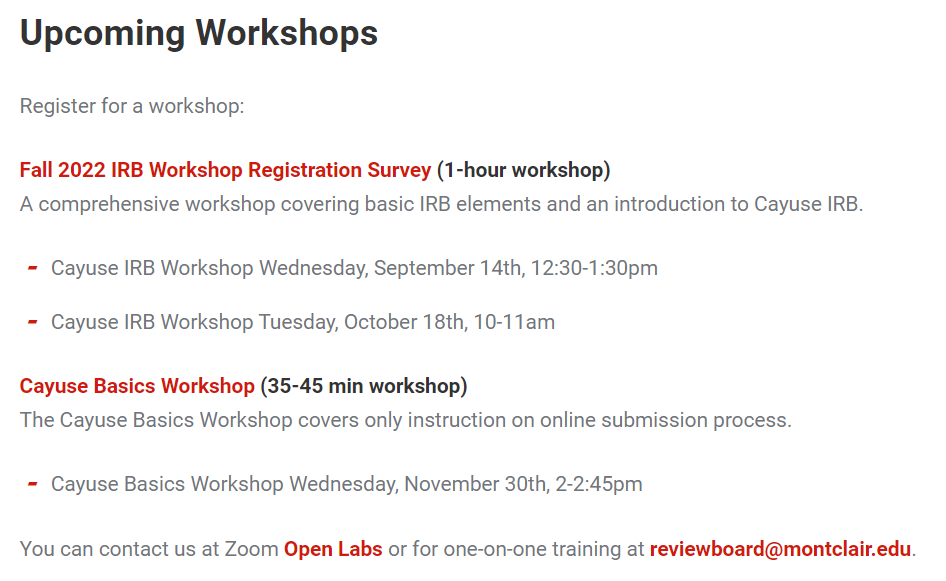 Upcoming Workshops
Register for a workshop:
Fall 2022 IRB Workshop Registration Survey (1-hour workshop)
A comprehensive workshop covering basic IRB elements and an introduction to Cayuse IRB.
- Cayuse IRB Workshop Wednesday, September 14th, 12:30-1:30pm
- Cayuse IRB Workshop Tuesday, October 18th, 10-11am
Cayuse Basics Workshop (35-45 min workshop)
The Cayuse Basics Workshop covers only instruction on online submission process.
- Cayuse Basics Workshop Wednesday, November 30th, 2-2:45pm
You can contact us at Zoom Open Labs or for one-on-one training at reviewboard@montclair.edu.